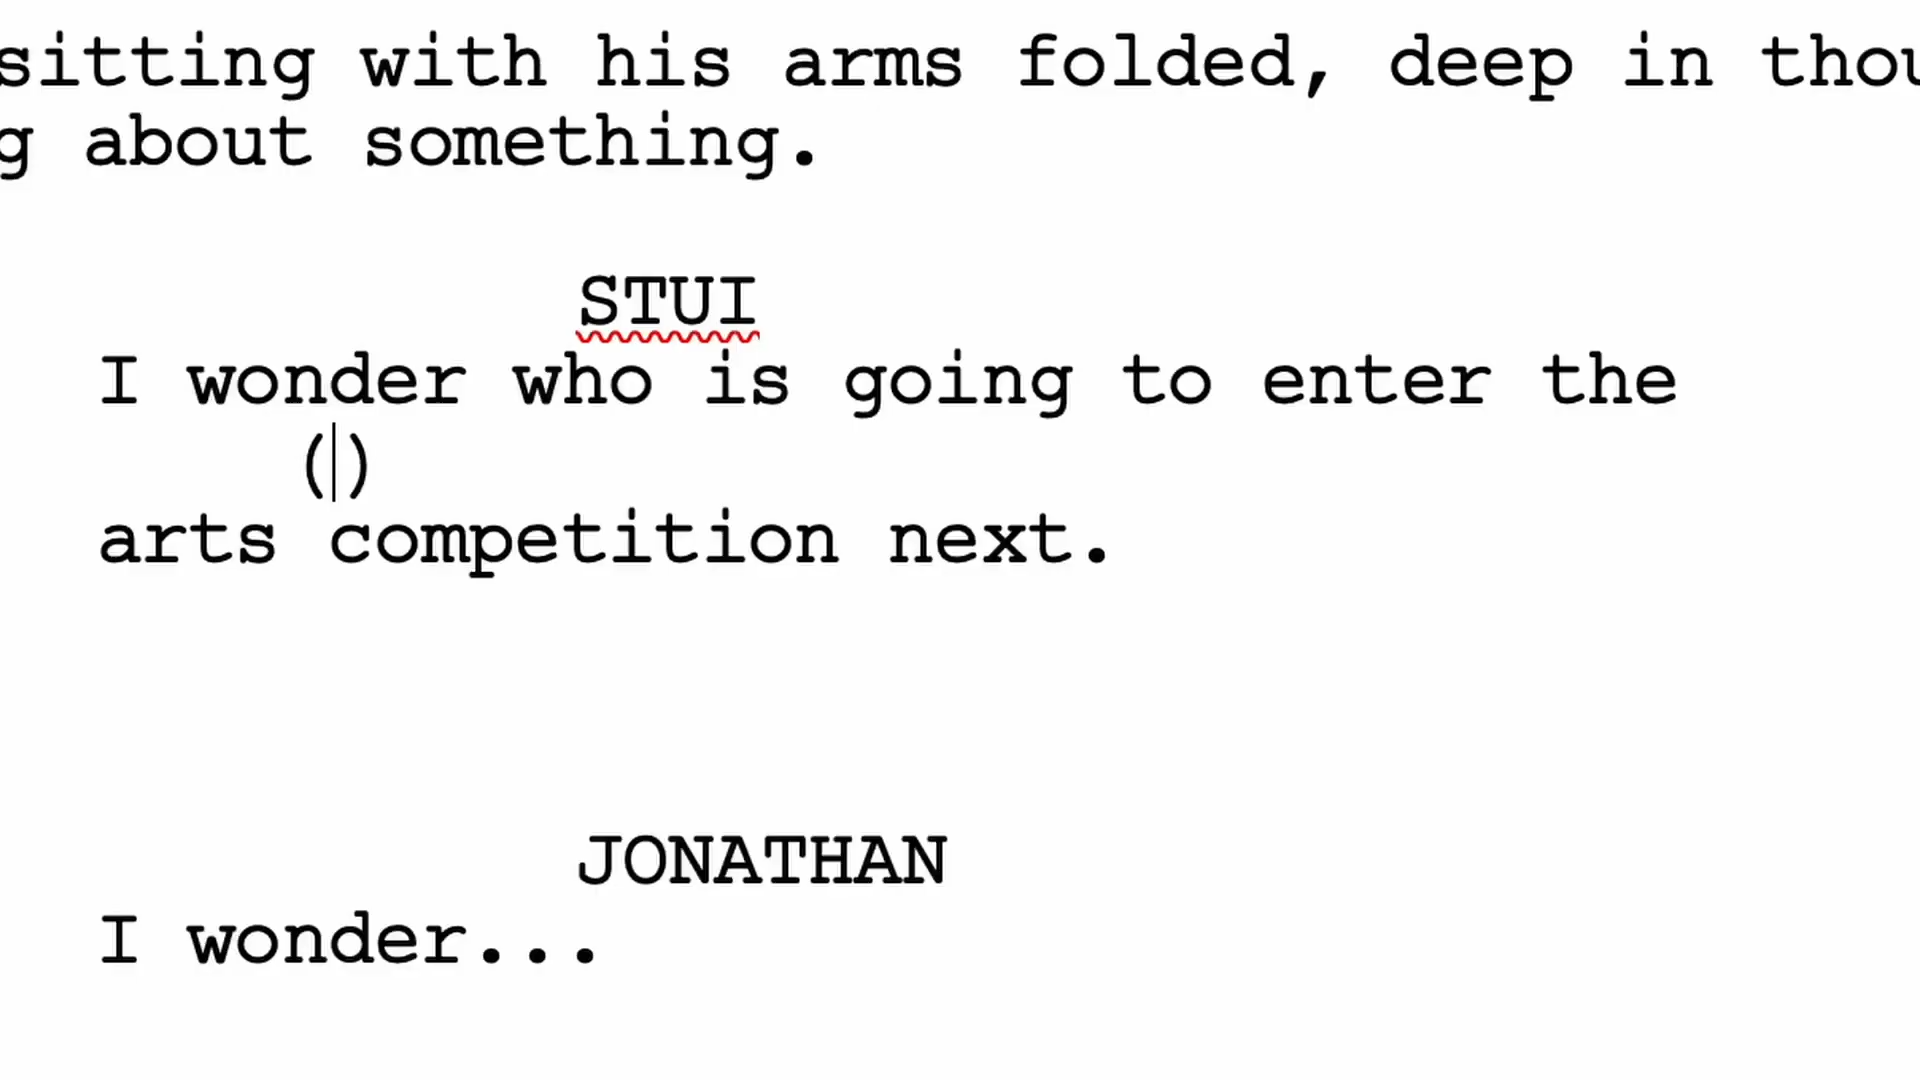 sitting with his arms folded, deep in
about something.
STUI
I wonder who is going to enter the
()
arts competition next.
JONATHAN
I wonder...